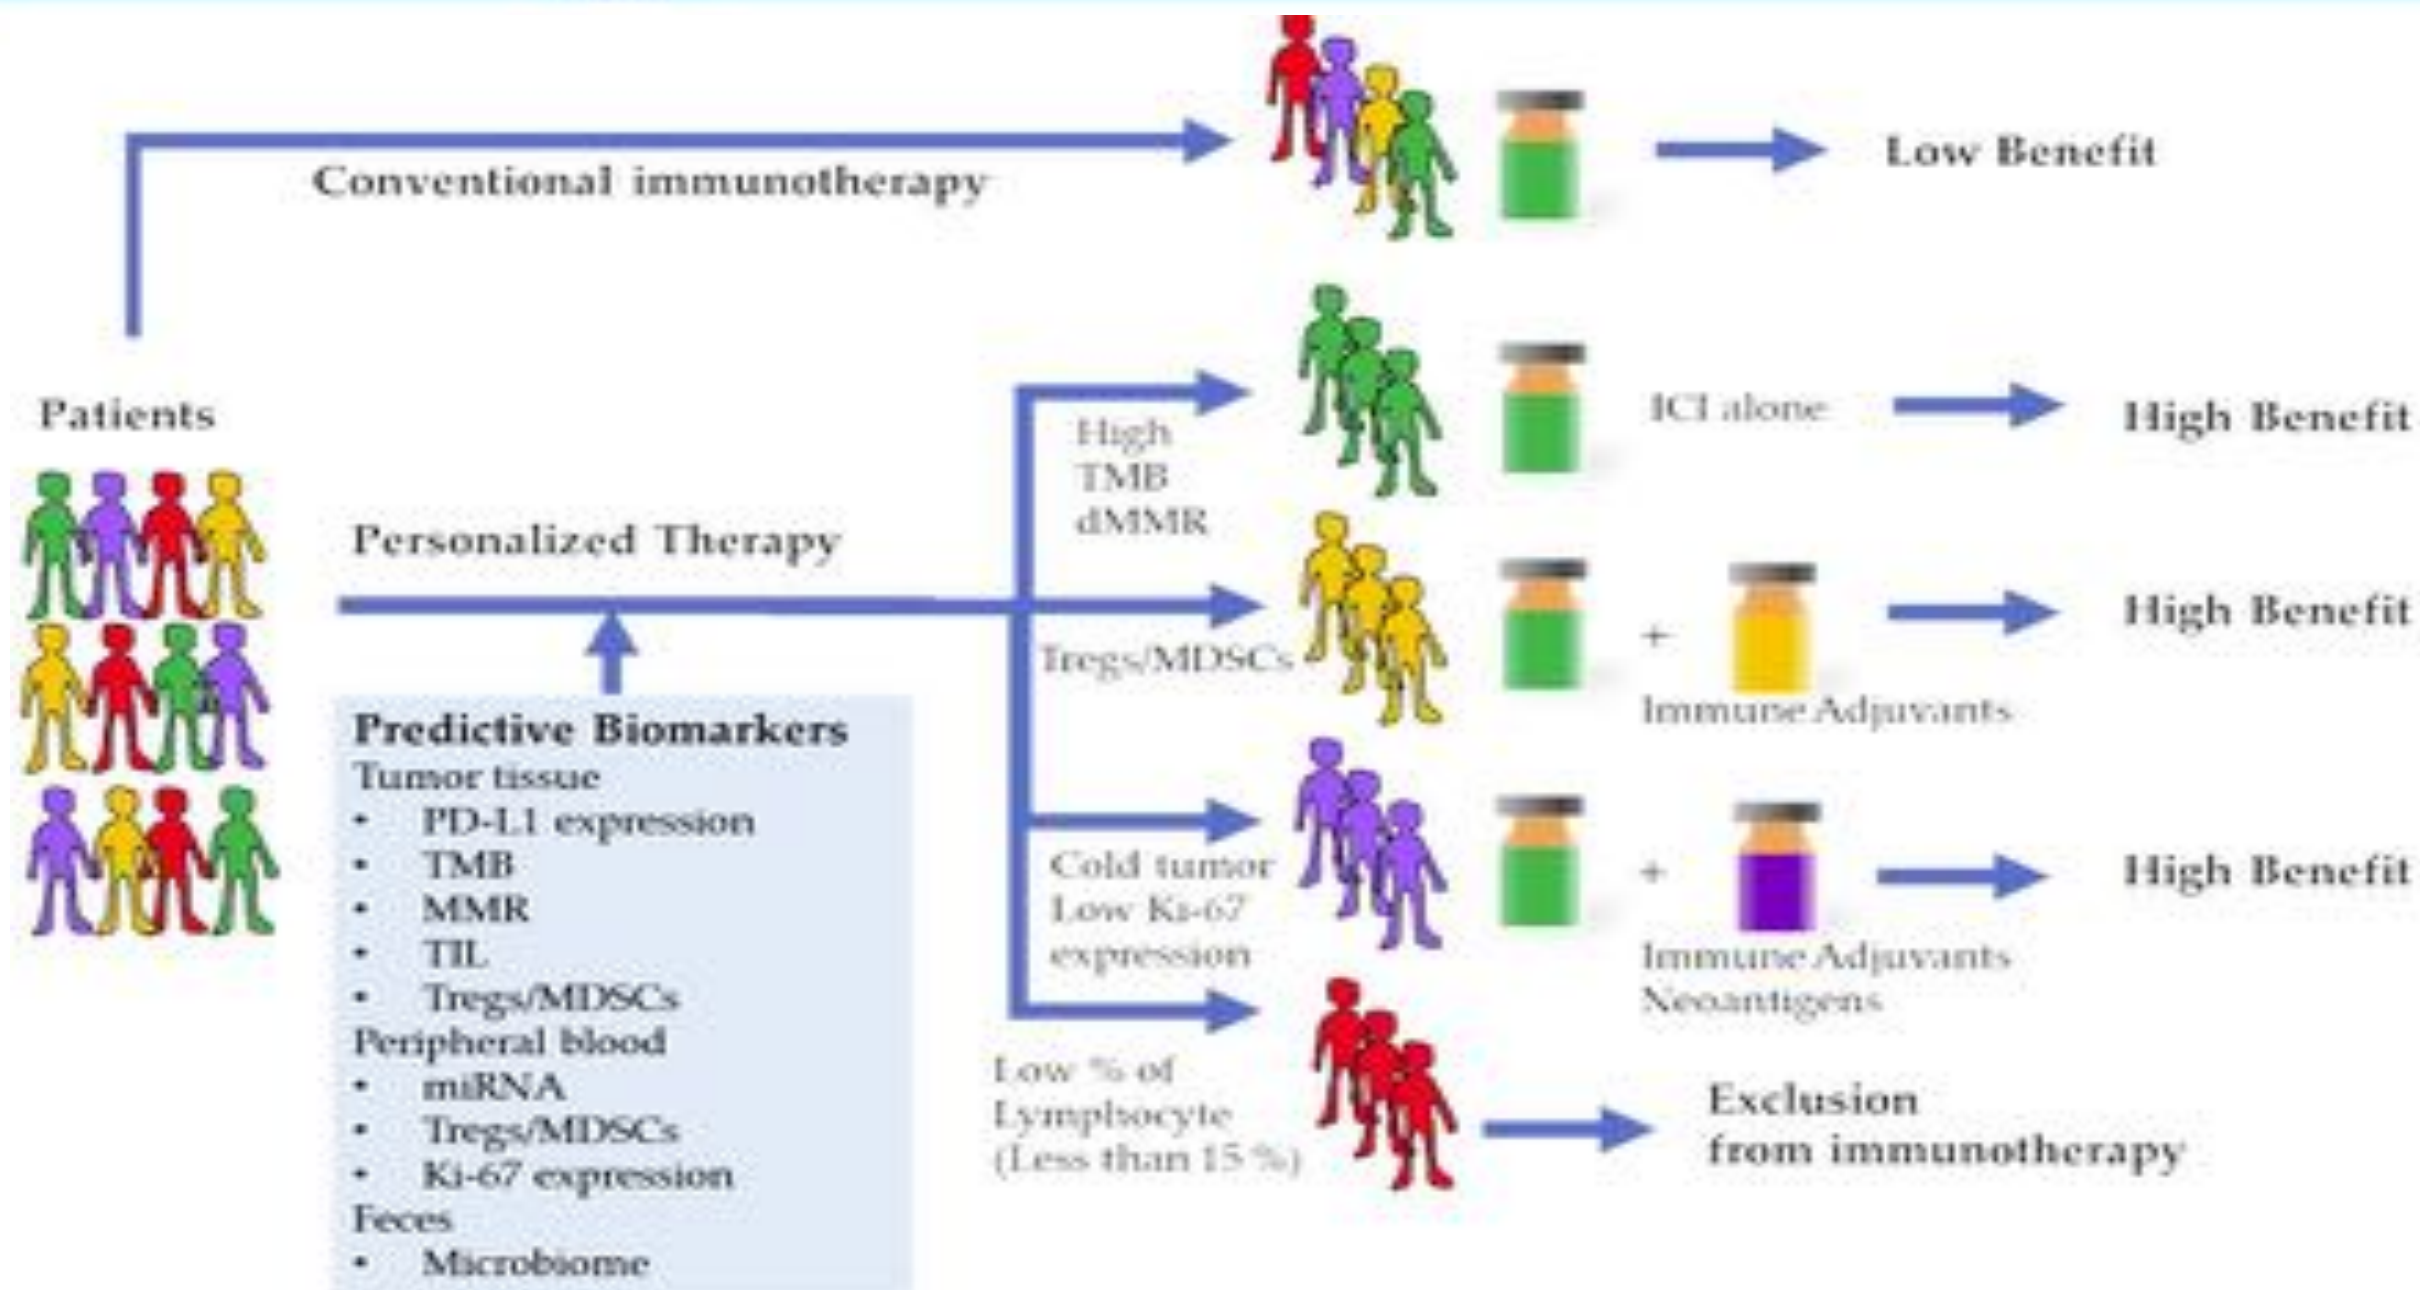 Conventional immunotherapy
Low Benefit
Patients
Personalized Therapy
High
TMB
dMMR
ICI alone
High Benefit
Tregs/MDSCs
+
Immune Adjuvants
High Benefit
Predictive Biomarkers
Tumor tissue
• PD-L1 expression
• TMB
• MMR
• TIL
• Tregs/MDSCs
Peripheral blood
• miRNA
• Tregs/MDSCs
• Ki-67 expression
Feces
• Microbiome
Cold tumor
Low Ki-67
expression
+
Immune Adjuvants
Neoantigens
High Benefit
Low % of
Lymphocyte
(Less than 15 %)
Exclusion
from immunotherapy